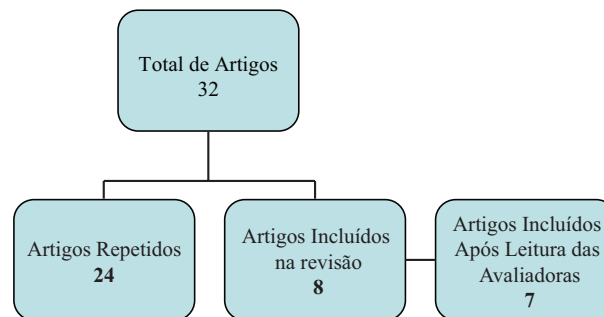 Total de Artigos
32
Artigos Repetidos
24
Artigos Incluídos
na revisão
8
Artigos Incluídos
Após Leitura das
Avaliadoras
7